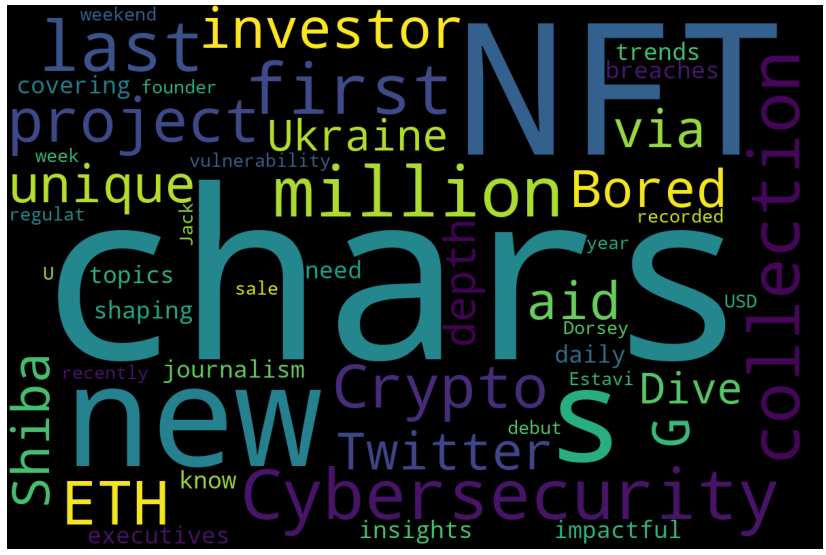 weekend
last
investor
NFT
trends
covering
founder
first
breaches
project
Ukraine
via
collection
week
vulnerability
unique
million
Bored
regulat
Jack
recorded
chars
depth
year
U
topics
need
shaping
sale
aid
USD
Dorsey
daily
Shiba
recently
journalism
new
Crypto
s
Estavi
Dive
G
debut
Twitter
know
ETH
Cybersecurity
executives
insights
impactful